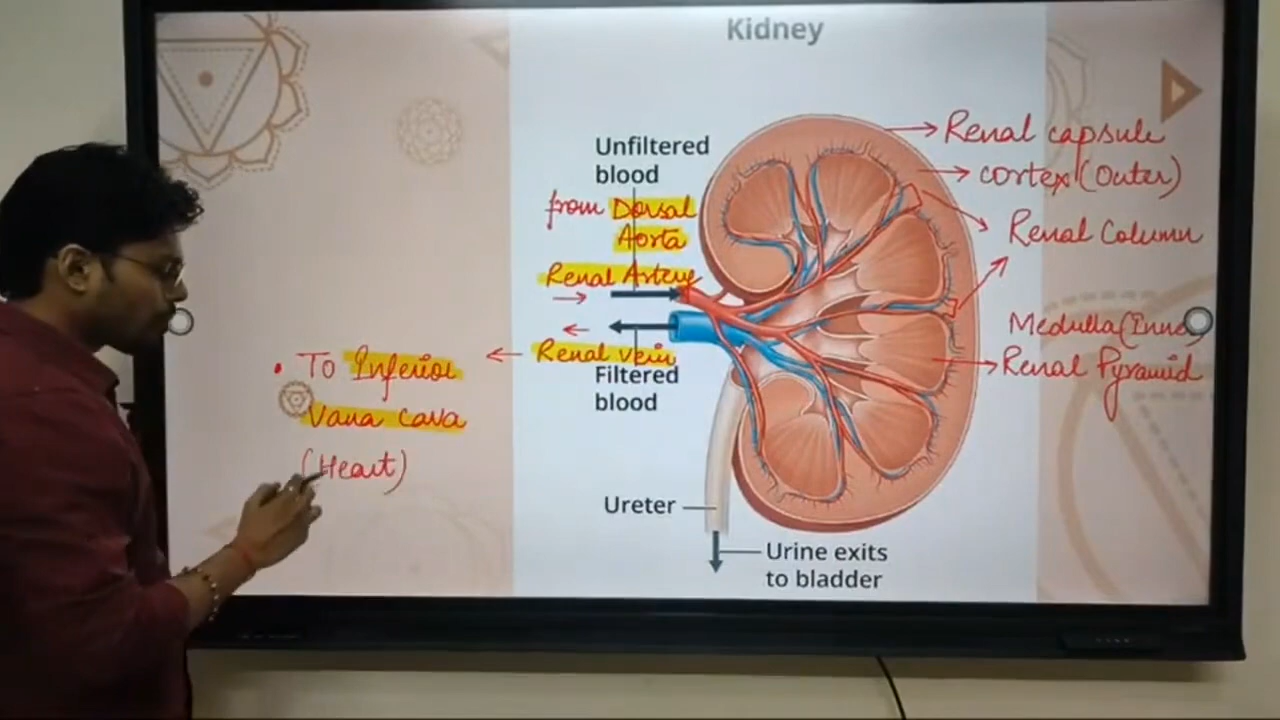 Kidney
Unfiltered
blood
from Dorsal
Aorta
Renal Artery
Renal vein
Filtered
blood
• To Inferior
Vana cava
(Heart)
Ureter
Urine exits
to bladder
Renal capsule
cortex (Outer)
Renal Column
Medulla (Inne
Renal Pyramid